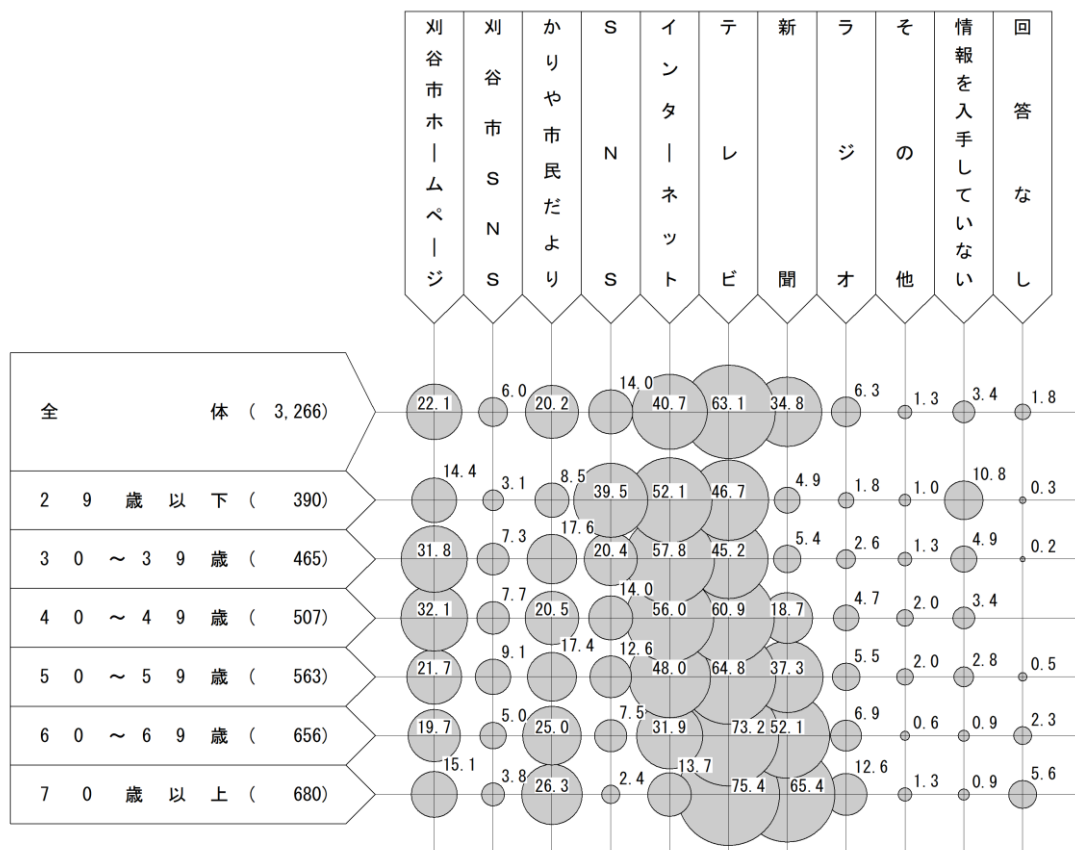 刈谷市ホームページ
刈谷市SNS
かりや市民だより
SNS
インターネット
テレビ
新聞
ラジオ
その他
情報を入手していない
回答なし
全体（ 3,266）
22.1 6.0 20.2 14.0 40.7 63.1 34.8 6.3 1.3 3.4 1.8
29歳以下（ 390）
14.4 3.1 8.5 39.5 52.1 46.7 4.9 1.8 1.0 10.8 0.3
30～39歳（ 465）
31.8 7.3 17.6 20.4 57.8 45.2 5.4 2.6 1.3 4.9 0.2
40～49歳（ 507）
32.1 7.7 20.5 14.0 56.0 60.9 18.7 4.7 2.0 3.4
50～59歳（ 563）
21.7 9.1 17.4 12.6 48.0 64.8 37.3 5.5 2.0 2.8 0.5
60～69歳（ 656）
19.7 5.0 25.0 7.5 31.9 73.2 52.1 6.9 0.6 0.9 2.3
70歳以上（ 680）
15.1 3.8 26.3 2.4 13.7 75.4 65.4 12.6 1.3 0.9 5.6